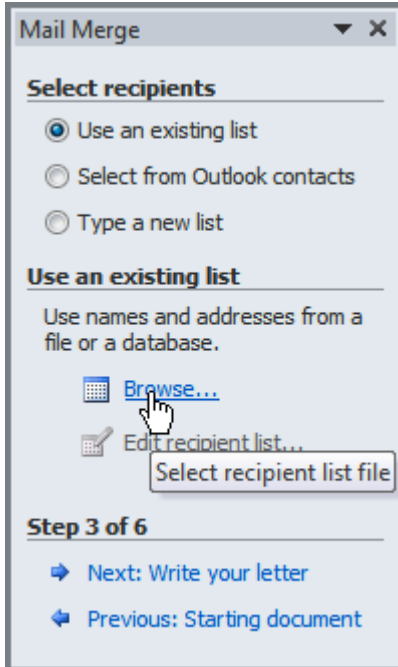 Mail Merge
Select recipients
Use an existing list
Select from Outlook contacts
Type a new list
Use an existing list
Use names and addresses from a
file or a database.
Browse...
Edit recipient list...
Select recipient list file
Step 3 of 6
Next: Write your letter
Previous: Starting document